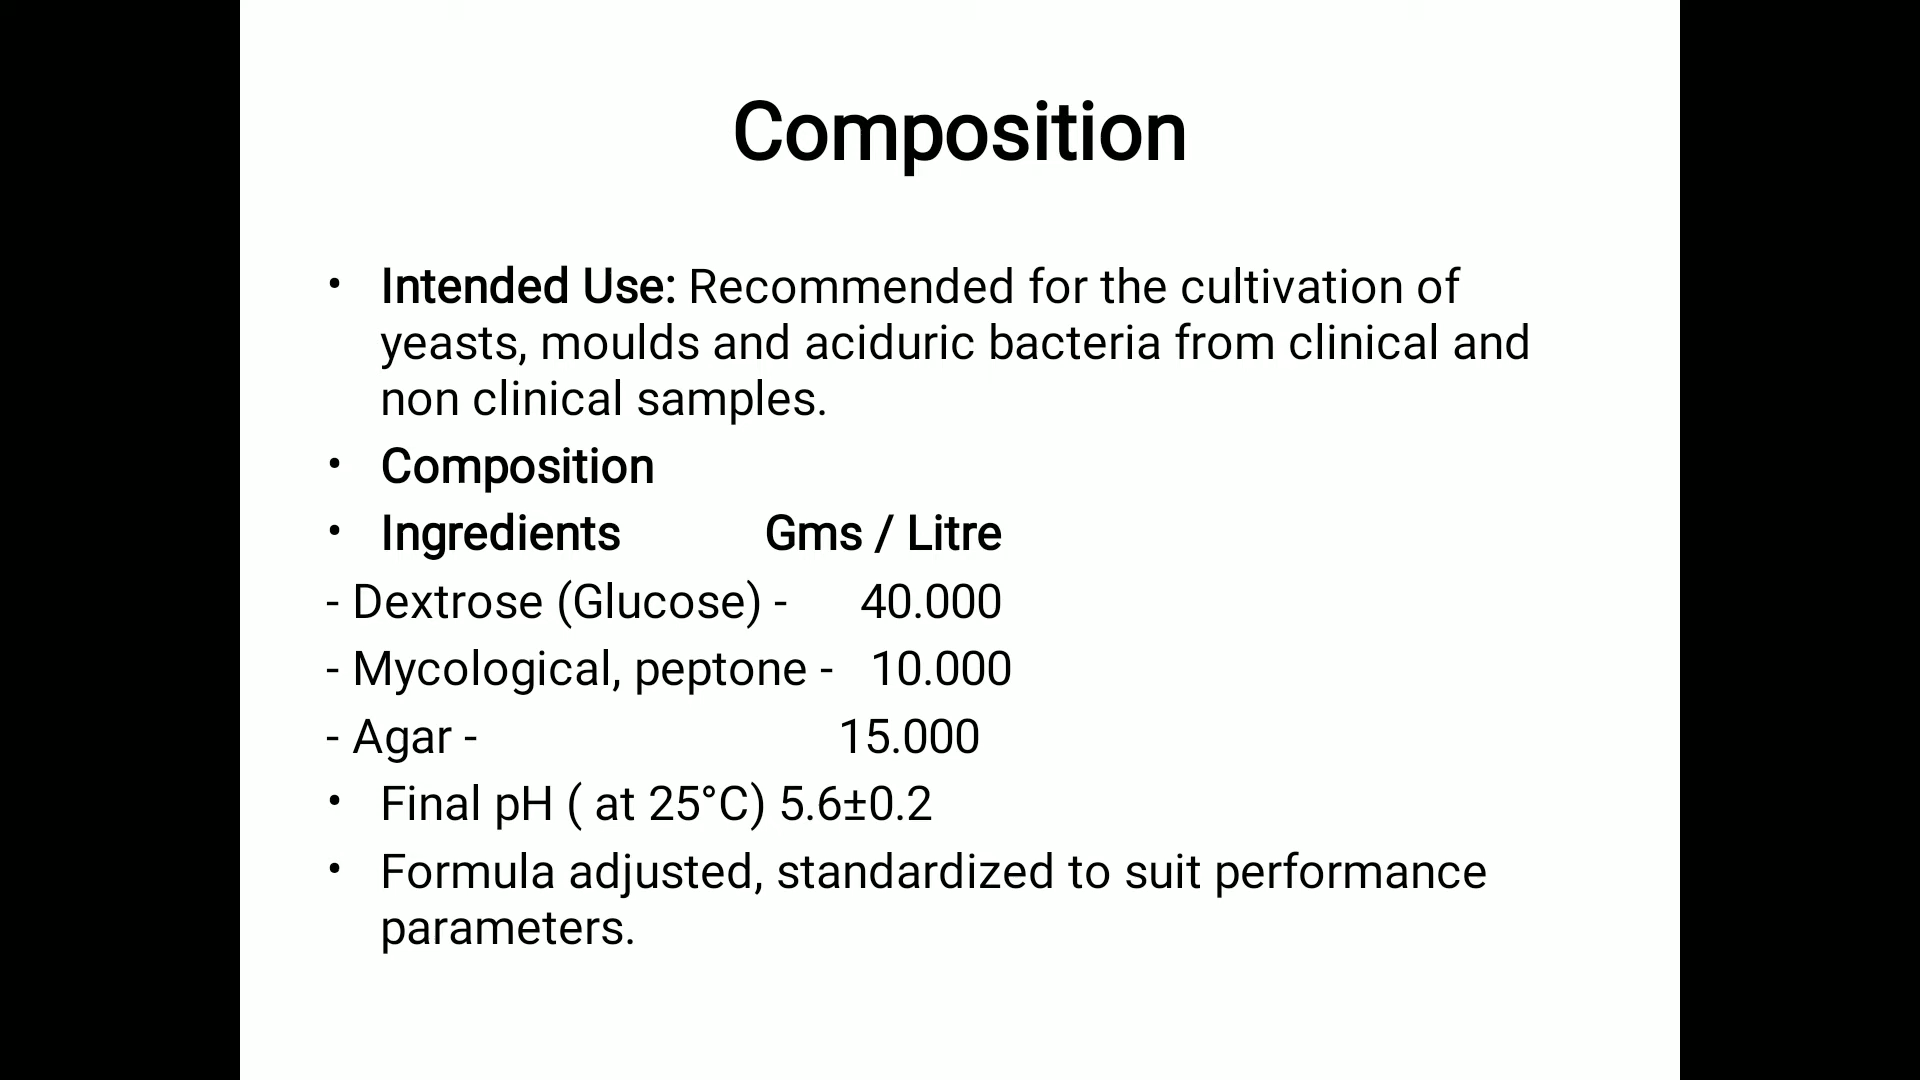 Composition
• Intended Use: Recommended for the cultivation of
yeasts, moulds and aciduric bacteria from clinical and
non clinical samples.
• Composition
• Ingredients Gms / Litre
- Dextrose (Glucose) - 40.000
- Mycological, peptone - 10.000
- Agar - 15.000
• Final pH ( at 25°C) 5.6±0.2
• Formula adjusted, standardized to suit performance
parameters.